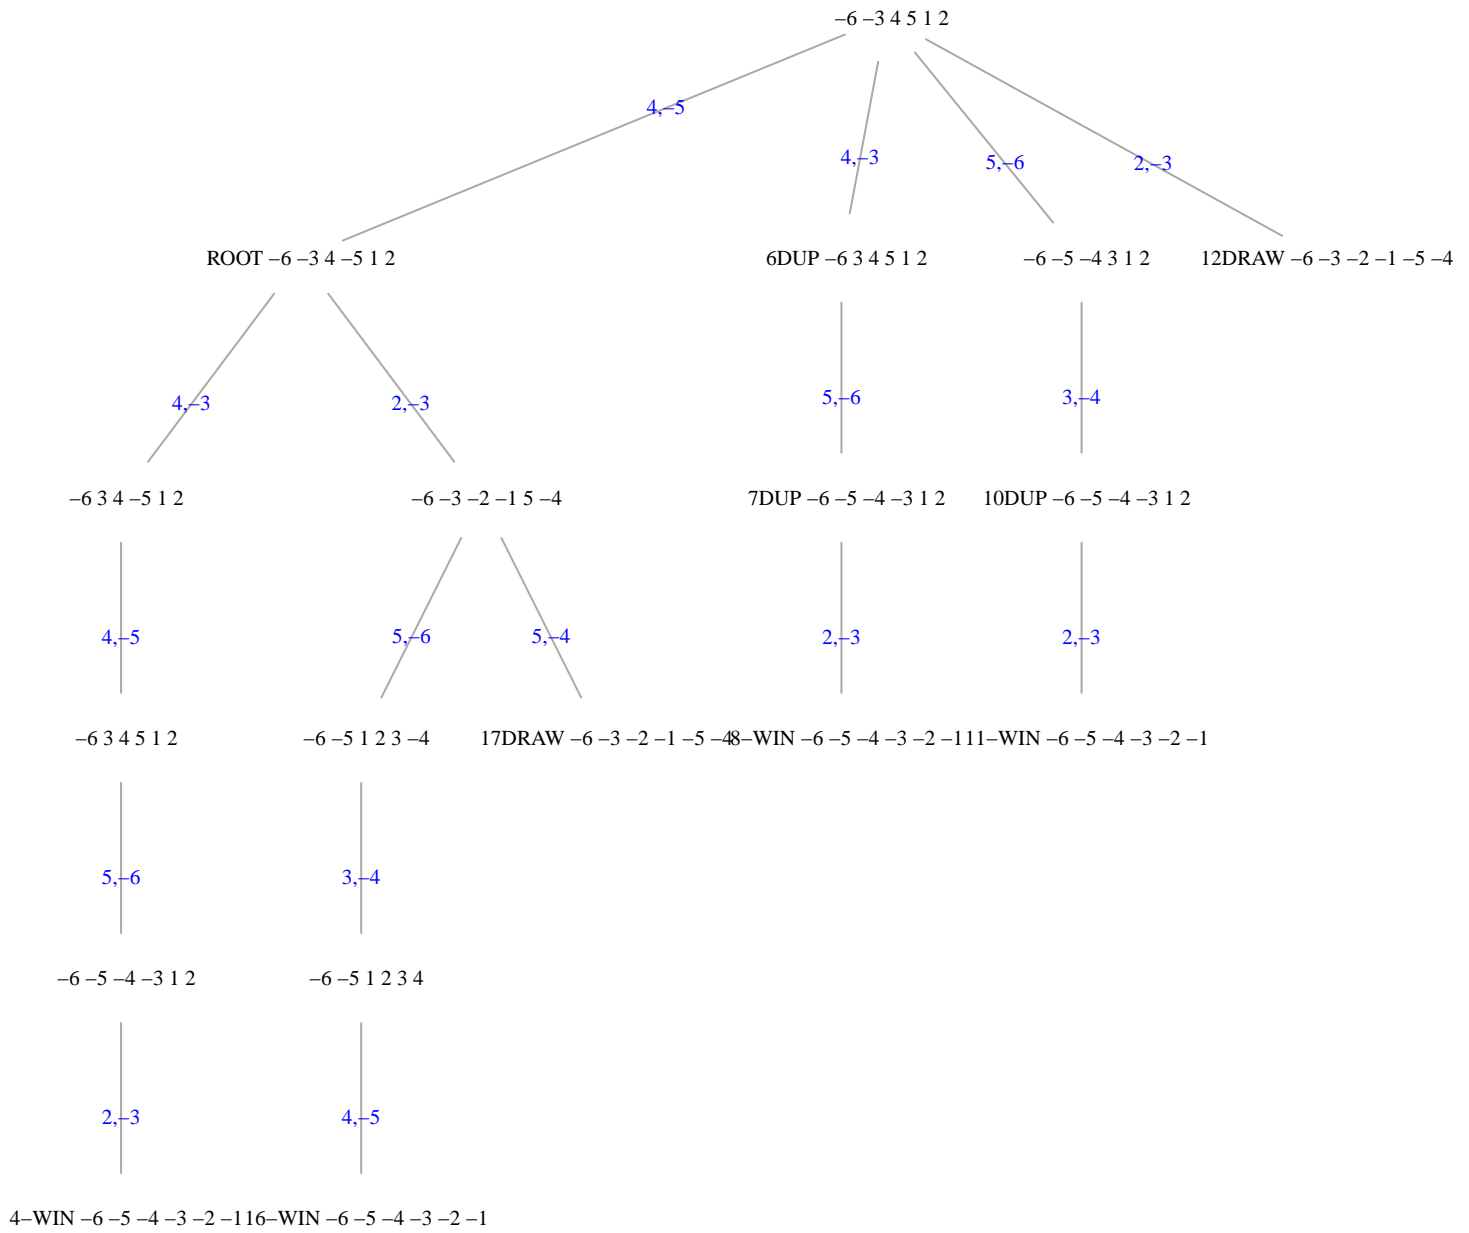 −6 −3 4 5 1 2
4,−5
4,−3
5,−6
2,−3
ROOT −6 −3 4 −5 1 2
6DUP −6 3 4 5 1 2
−6 −5 −4 3 1 2
12DRAW −6 −3 −2 −1 −5 −4
4,−3
2,−3
5,−6
3,−4
−6 3 4 −5 1 2
−6 −3 −2 −1 5 −4
7DUP −6 −5 −4 −3 1 2
10DUP −6 −5 −4 −3 1 2
4,−5
5,−6
5,−4
2,−3
2,−3
−6 3 4 5 1 2
−6 −5 1 2 3 −4
17DRAW −6 −3 −2 −1 −5 −4
8−WIN −6 −5 −4 −3 −2 −1
11−WIN −6 −5 −4 −3 −2 −1
5,−6
3,−4
−6 −5 −4 −3 1 2
−6 −5 1 2 3 4
2,−3
4,−5
4−WIN −6 −5 −4 −3 −2 −1
16−WIN −6 −5 −4 −3 −2 −1